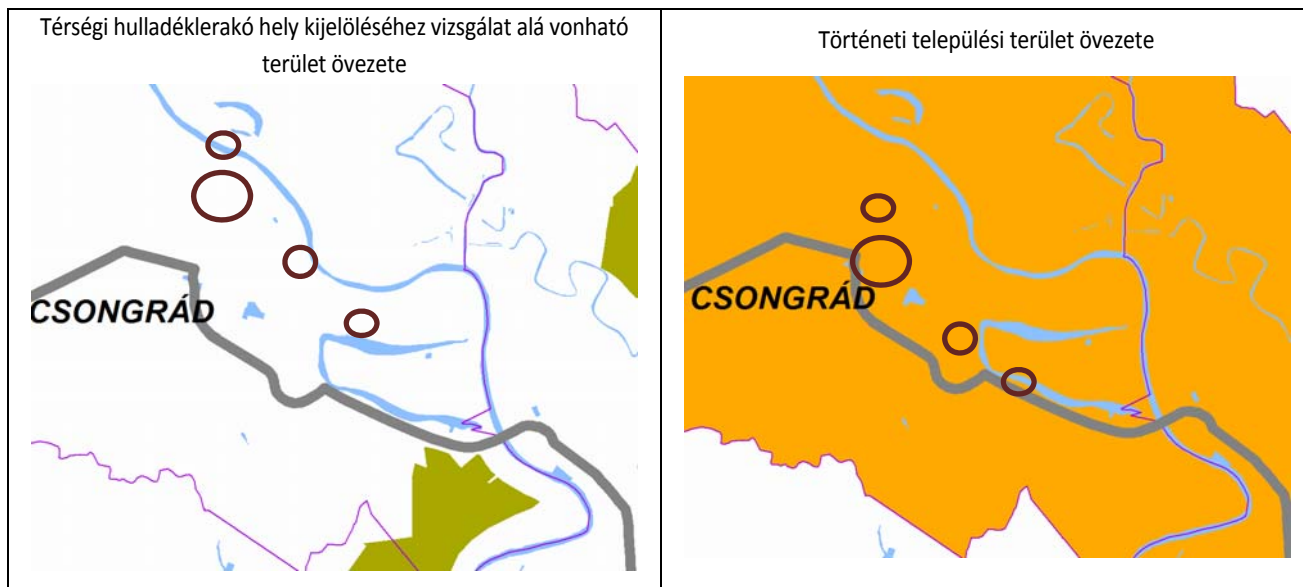 Térségi hulladéklerakó hely kijelöléséhez vizsgálat alá vonható
terület övezete
Történeti települési terület övezete
CSONGRÁD
CSONGRÁD